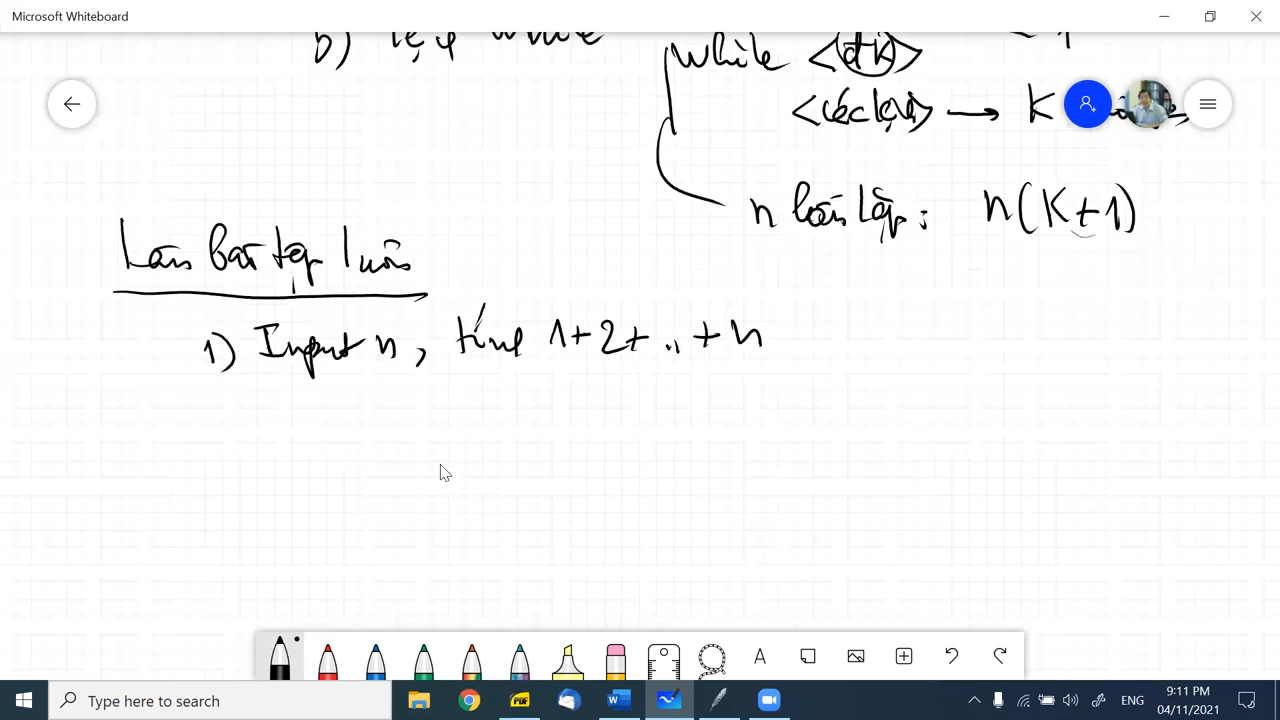 Microsoft Whiteboard
b) lặp while
while <đk>
<các lệnh> → K
n lần lặp: n(K+1)
Làm bài tập luôn
1) Input n, tính 1+2+...+n
Type here to search
ENG
9:11 PM
04/11/2021